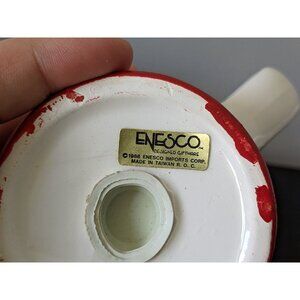 ENESCO
DESIGNED GIFTWARE
© 1988 ENESCO IMPORTS CORP.
MADE IN TAIWAN R.O.C.